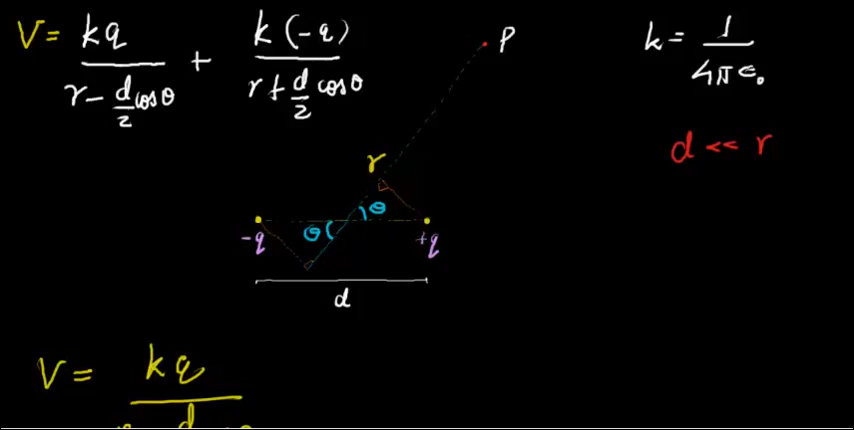 V = kq / (r - d/2 cosθ) + k(-q) / (r + d/2 cosθ)
P
k = 1 / 4πϵ₀
d << r
r
θ
θ
-q
+q
d
V = kq